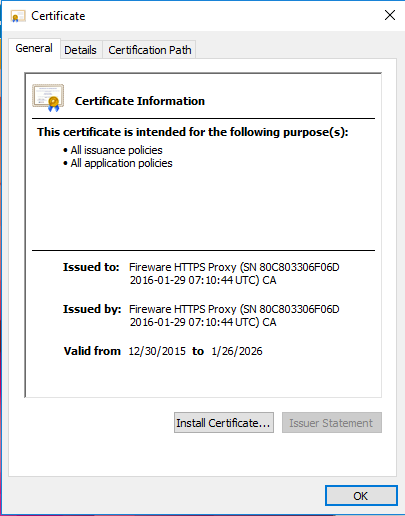 Certificate
General Details Certification Path
Certificate Information
This certificate is intended for the following purpose(s):
• All issuance policies
• All application policies
Issued to: Fireware HTTPS Proxy (SN 80C803306F06D
2016-01-29 07:10:44 UTC) CA
Issued by: Fireware HTTPS Proxy (SN 80C803306F06D
2016-01-29 07:10:44 UTC) CA
Valid from 12/30/2015 to 1/26/2026
Install Certificate... Issuer Statement
OK